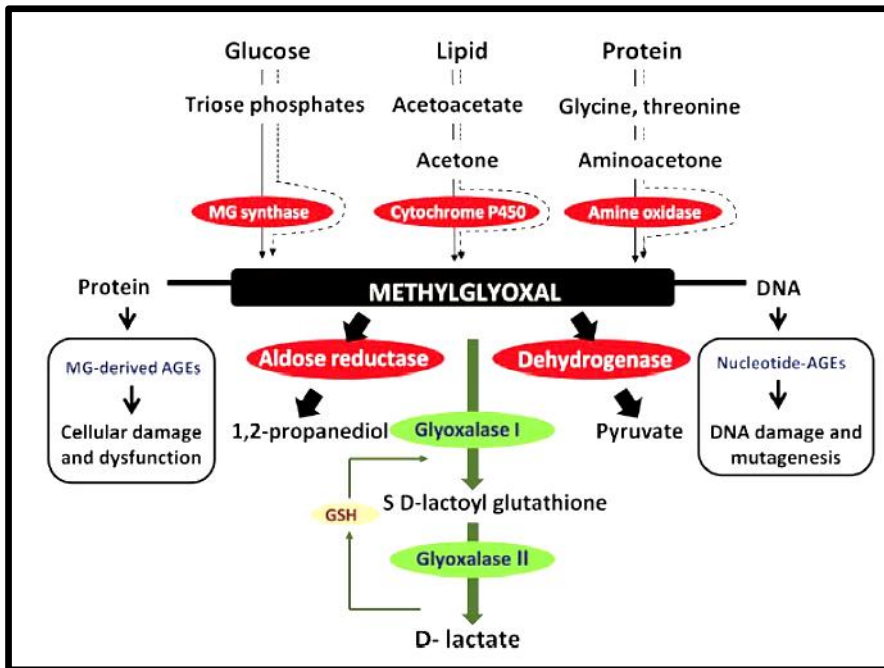 Glucose
Lipid
Protein
Triose phosphates
Acetoacetate
Glycine, threonine
Acetone
Aminoacetone
MG synthase
Cytochrome P450
Amine oxidase
Protein
METHYLGLYOXAL
DNA
MG-derived AGEs
Aldose reductase
Dehydrogenase
Nucleotide-AGEs
Cellular damage
and dysfunction
1,2-propanediol
Glyoxalase I
Pyruvate
DNA damage and
mutagenesis
S D-lactoyl glutathione
GSH
Glyoxalase II
D- lactate